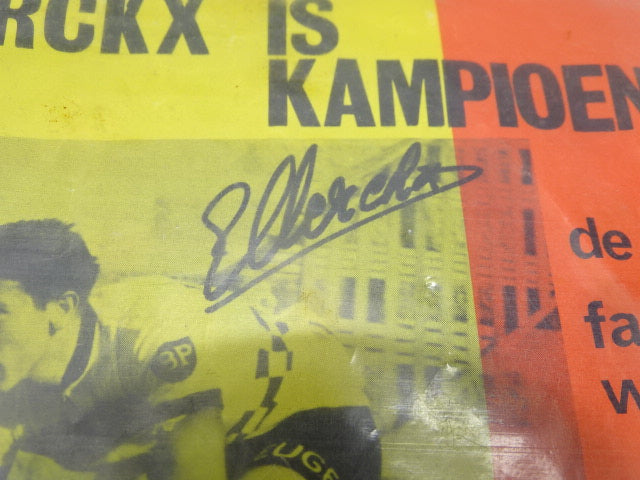 RCKX IS
KAMPIOEN
E Merckx
de
fa
w
BP
UGE